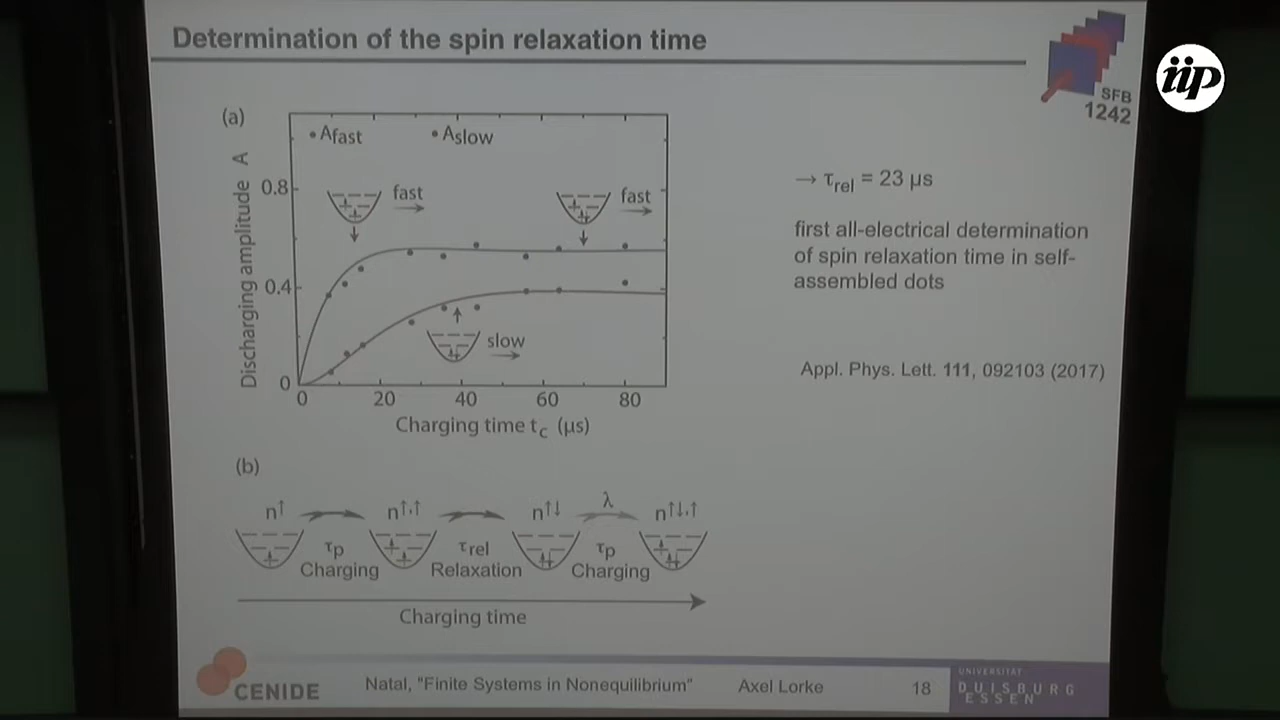 Determination of the spin relaxation time
SFB
1242
iip
(a)
Afast
Aslow
Discharging amplitude A
0.8
0.4
0
fast
fast
slow
0 20 40 60 80
Charging time tc (μs)
→ τrel = 23 μs
first all-electrical determination
of spin relaxation time in self-
assembled dots
Appl. Phys. Lett. 111, 092103 (2017)
(b)
n↑ n↑,↑ n↑↓ λ n↑↓,↑
τp τrel τp
Charging Relaxation Charging
Charging time
CENIDE
Natal, "Finite Systems in Nonequilibrium"
Axel Lorke
18
UNIVERSITÄT
DUISBURG
ESSEN